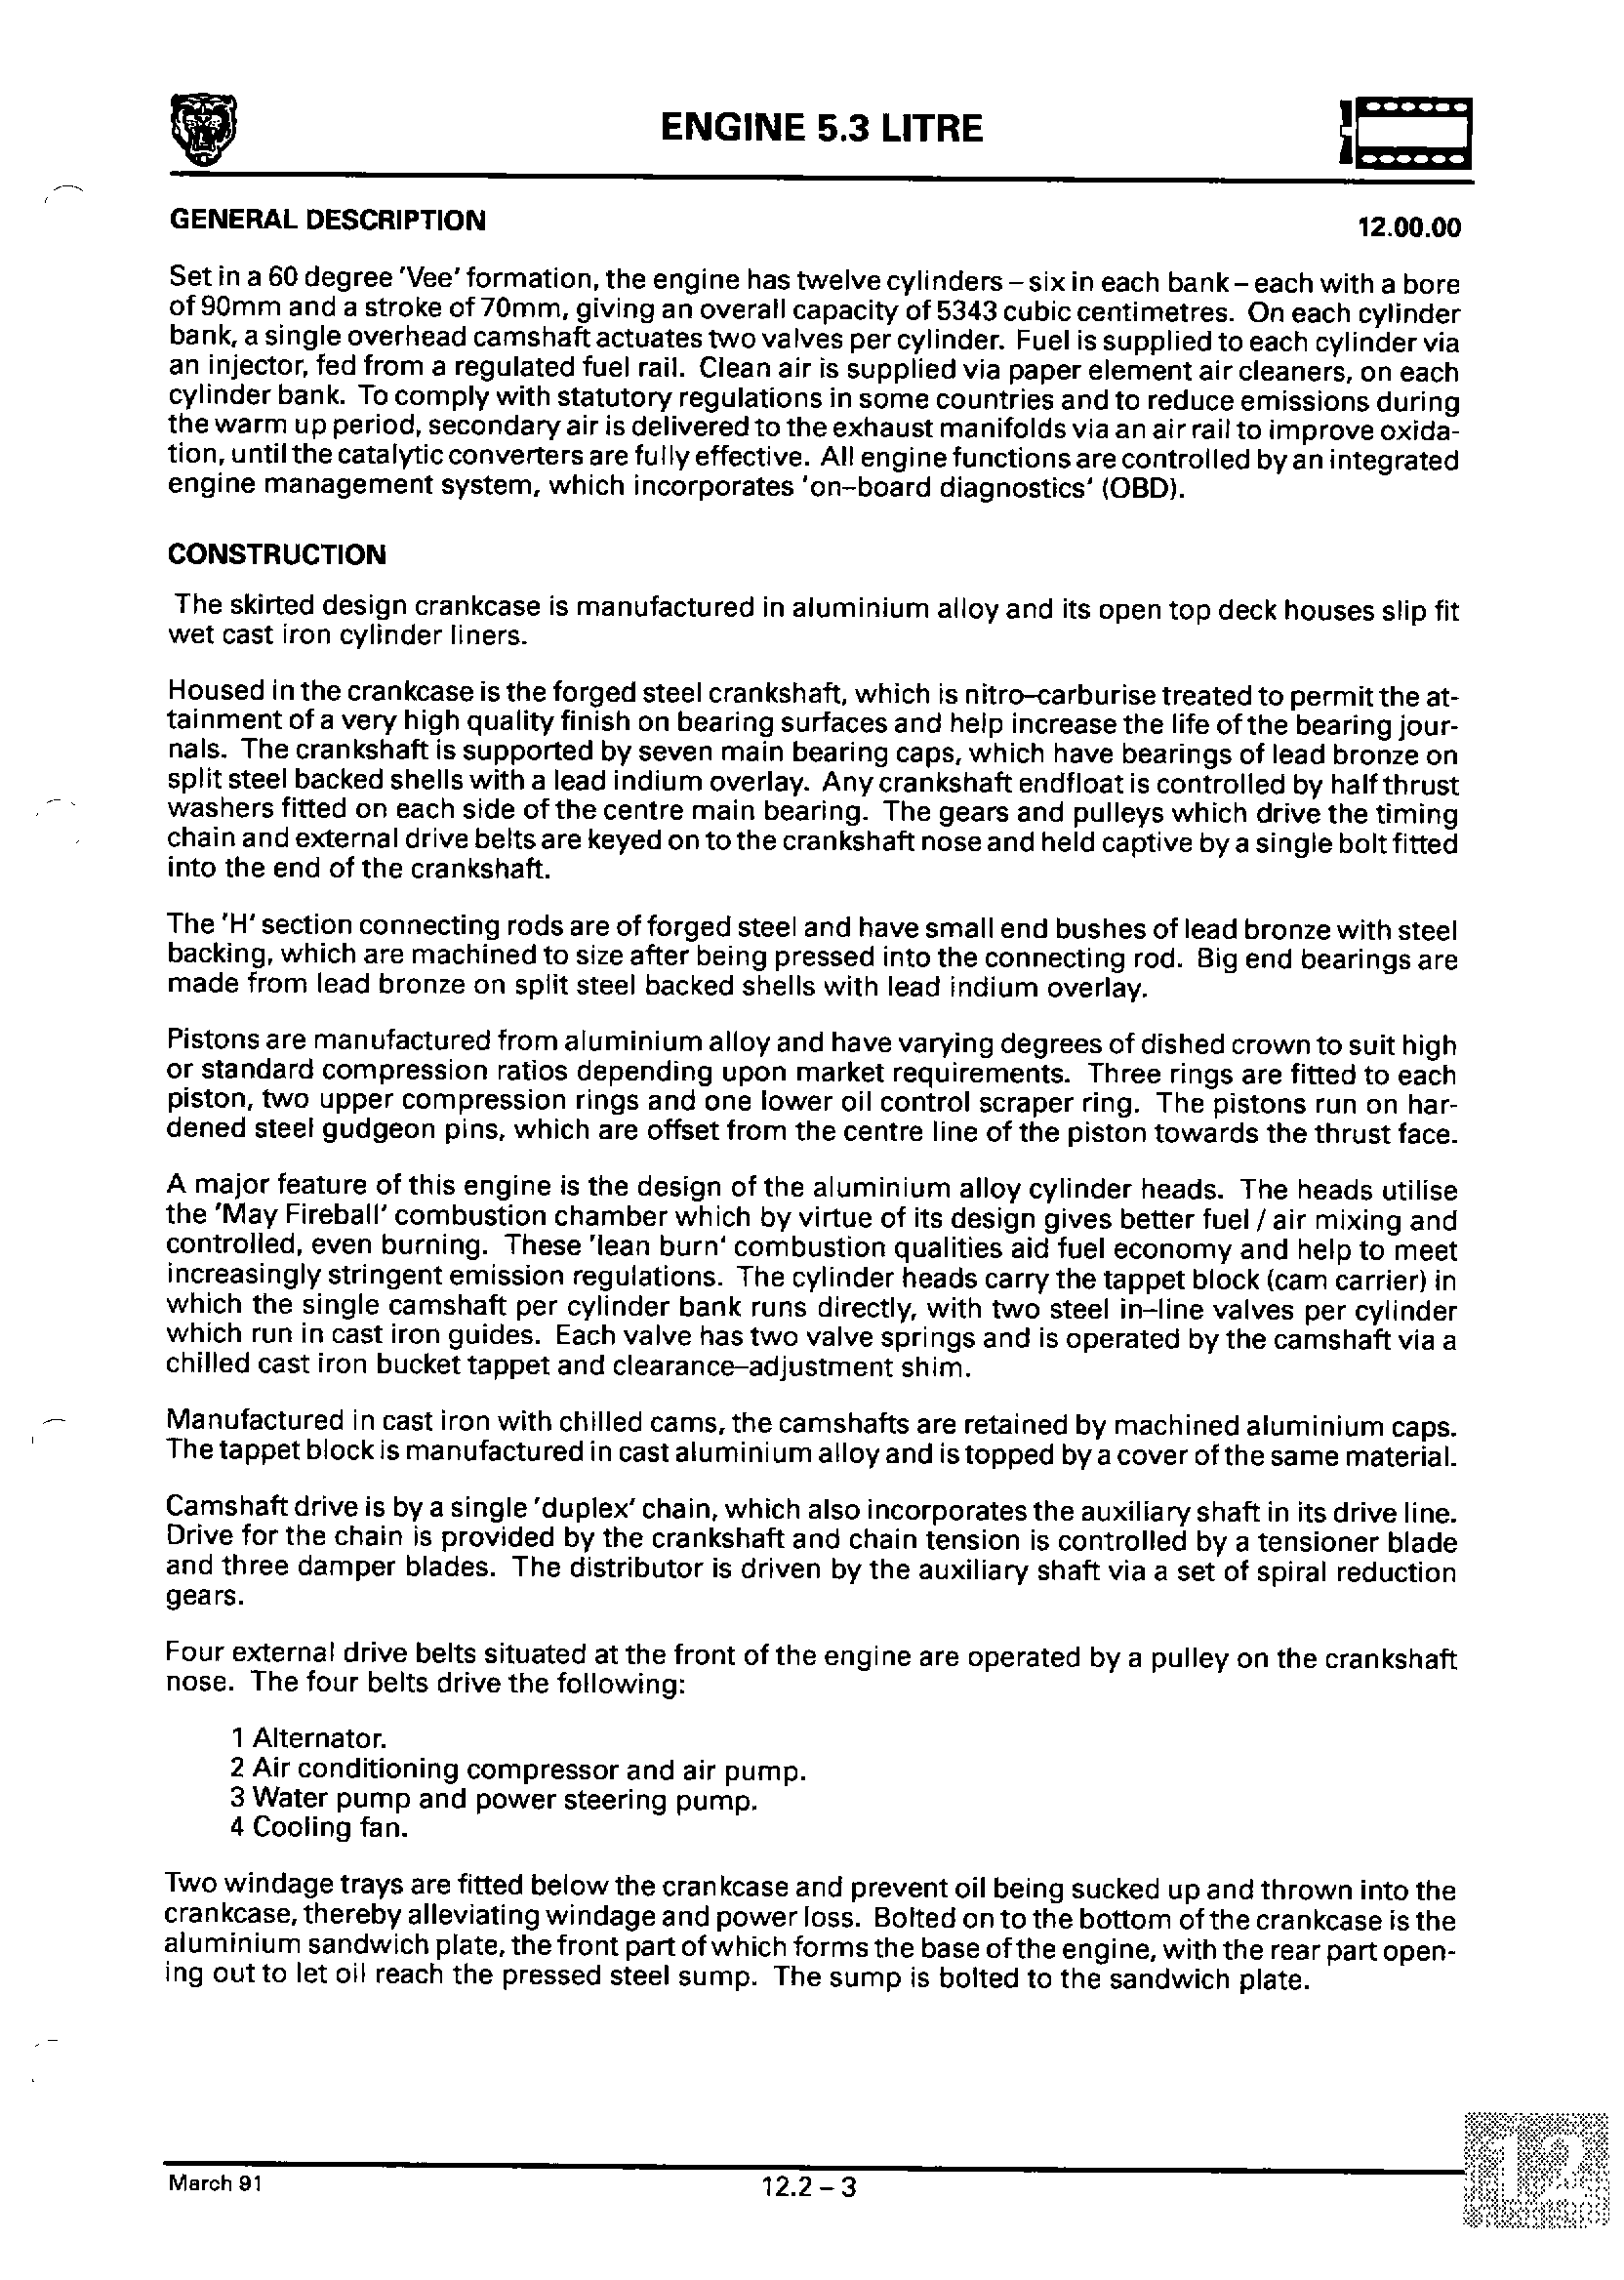 ENGINE 5.3 LITRE
GENERAL DESCRIPTION 12.00.00
Set in a 60 degree 'Vee' formation, the engine has twelve cylinders – six in each bank – each with a bore
of 90mm and a stroke of 70mm, giving an overall capacity of 5343 cubic centimetres. On each cylinder
bank, a single overhead camshaft actuates two valves per cylinder. Fuel is supplied to each cylinder via
an injector, fed from a regulated fuel rail. Clean air is supplied via paper element air cleaners, on each
cylinder bank. To comply with statutory regulations in some countries and to reduce emissions during
the warm up period, secondary air is delivered to the exhaust manifolds via an air rail to improve oxida-
tion, until the catalytic converters are fully effective. All engine functions are controlled by an integrated
engine management system, which incorporates 'on–board diagnostics' (OBD).
CONSTRUCTION
The skirted design crankcase is manufactured in aluminium alloy and its open top deck houses slip fit
wet cast iron cylinder liners.
Housed in the crankcase is the forged steel crankshaft, which is nitro–carburise treated to permit the at-
tainment of a very high quality finish on bearing surfaces and help increase the life of the bearing jour-
nals. The crankshaft is supported by seven main bearing caps, which have bearings of lead bronze on
split steel backed shells with a lead indium overlay. Any crankshaft endfloat is controlled by half thrust
washers fitted on each side of the centre main bearing. The gears and pulleys which drive the timing
chain and external drive belts are keyed on to the crankshaft nose and held captive by a single bolt fitted
into the end of the crankshaft.
The 'H' section connecting rods are of forged steel and have small end bushes of lead bronze with steel
backing, which are machined to size after being pressed into the connecting rod. Big end bearings are
made from lead bronze on split steel backed shells with lead indium overlay.
Pistons are manufactured from aluminium alloy and have varying degrees of dished crown to suit high
or standard compression ratios depending upon market requirements. Three rings are fitted to each
piston, two upper compression rings and one lower oil control scraper ring. The pistons run on har-
dened steel gudgeon pins, which are offset from the centre line of the piston towards the thrust face.
A major feature of this engine is the design of the aluminium alloy cylinder heads. The heads utilise
the 'May Fireball' combustion chamber which by virtue of its design gives better fuel / air mixing and
controlled, even burning. These 'lean burn' combustion qualities aid fuel economy and help to meet
increasingly stringent emission regulations. The cylinder heads carry the tappet block (cam carrier) in
which the single camshaft per cylinder bank runs directly, with two steel in–line valves per cylinder
which run in cast iron guides. Each valve has two valve springs and is operated by the camshaft via a
chilled cast iron bucket tappet and clearance–adjustment shim.
Manufactured in cast iron with chilled cams, the camshafts are retained by machined aluminium caps.
The tappet block is manufactured in cast aluminium alloy and is topped by a cover of the same material.
Camshaft drive is by a single 'duplex' chain, which also incorporates the auxiliary shaft in its drive line.
Drive for the chain is provided by the crankshaft and chain tension is controlled by a tensioner blade
and three damper blades. The distributor is driven by the auxiliary shaft via a set of spiral reduction
gears.
Four external drive belts situated at the front of the engine are operated by a pulley on the crankshaft
nose. The four belts drive the following:
1 Alternator.
2 Air conditioning compressor and air pump.
3 Water pump and power steering pump.
4 Cooling fan.
Two windage trays are fitted below the crankcase and prevent oil being sucked up and thrown into the
crankcase, thereby alleviating windage and power loss. Bolted on to the bottom of the crankcase is the
aluminium sandwich plate, the front part of which forms the base of the engine, with the rear part open-
ing out to let oil reach the pressed steel sump. The sump is bolted to the sandwich plate.
March 91 12.2 – 3
12